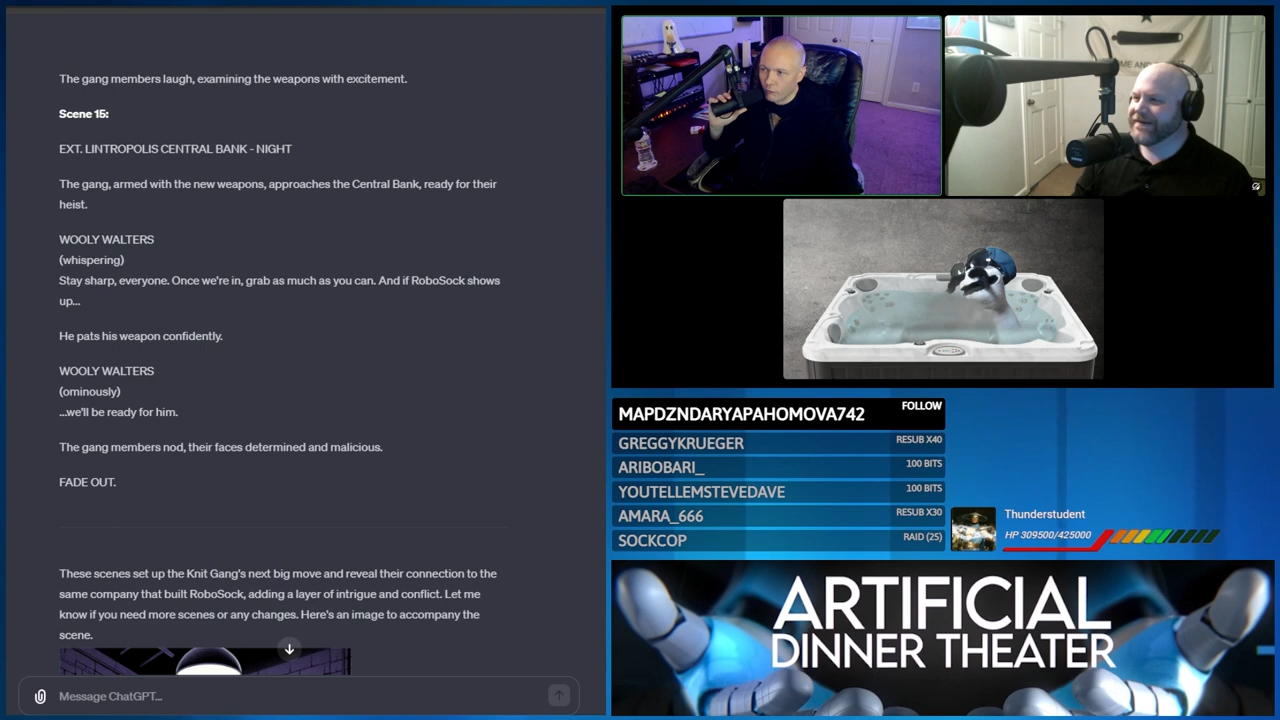 The gang members laugh, examining the weapons with excitement.
Scene 15:
EXT. LINTROPOLIS CENTRAL BANK - NIGHT
The gang, armed with the new weapons, approaches the Central Bank, ready for their
heist.
WOOLY WALTERS
(whispering)
Stay sharp, everyone. Once we're in, grab as much as you can. And if RoboSock shows
up...
He pats his weapon confidently.
WOOLY WALTERS
(ominously)
...we'll be ready for him.
The gang members nod, their faces determined and malicious.
FADE OUT.
These scenes set up the Knit Gang's next big move and reveal their connection to the
same company that built RoboSock, adding a layer of intrigue and conflict. Let me
know if you need more scenes or any changes. Here's an image to accompany the
scene.
Message ChatGPT...
MAPDZNDARYAPAHOMOVA742 FOLLOW
GREGGYKRUEGER RESUB X40
ARIBOBARI_ 100 BITS
YOUTELLEMSTEVEDAVE 100 BITS
AMARA_666 RESUB X30
SOCKCOP RAID (25)
Thunderstudent
HP 309500/425000
ARTIFICIAL
DINNER THEATER